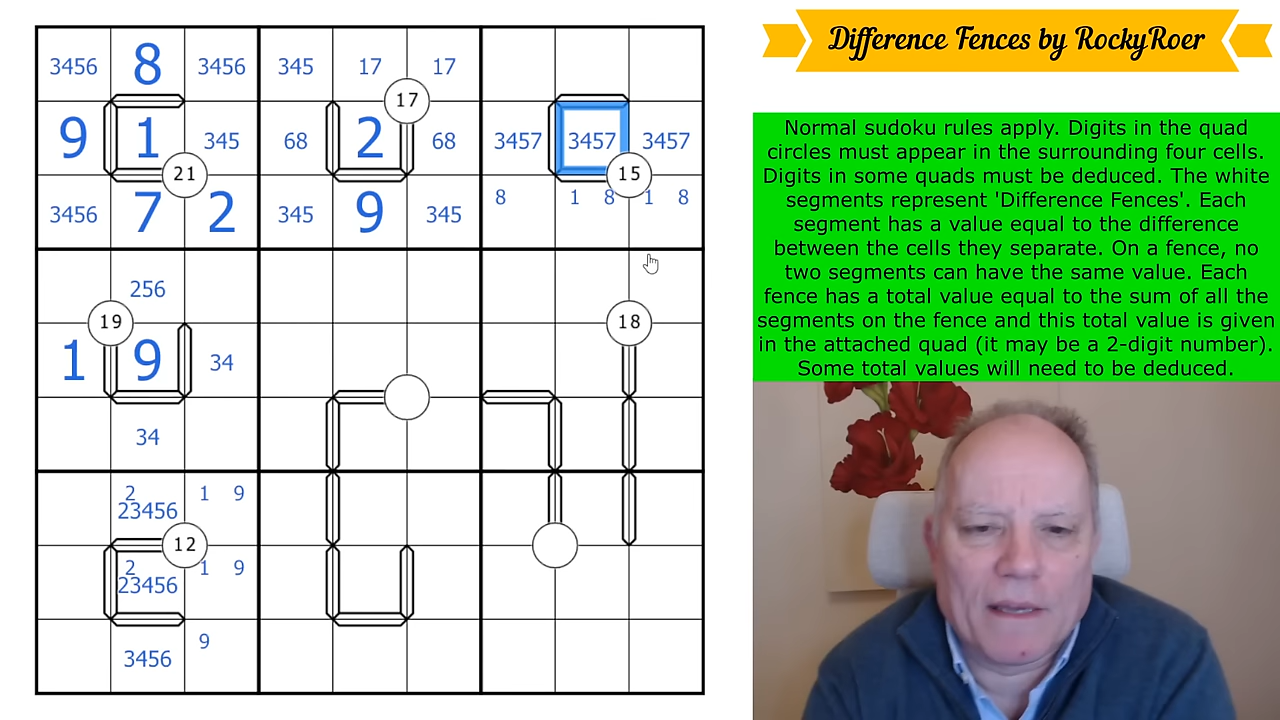 Difference Fences by RockyRoer
Normal sudoku rules apply. Digits in the quad
circles must appear in the surrounding four cells.
Digits in some quads must be deduced. The white
segments represent 'Difference Fences'. Each
segment has a value equal to the difference
between the cells they separate. On a fence, no
two segments can have the same value. Each
fence has a total value equal to the sum of all the
segments on the fence and this total value is given
in the attached quad (it may be a 2-digit number).
Some total values will need to be deduced.
3456 8 3456 345 17 17
17
9 1 345 68 2 68 3457 3457 3457
21 15
3456 7 2 345 9 345 8 1 8 1 8
256
19 18
1 9 34
34
2 1 9
23456
12
2 1 9
23456
9
3456